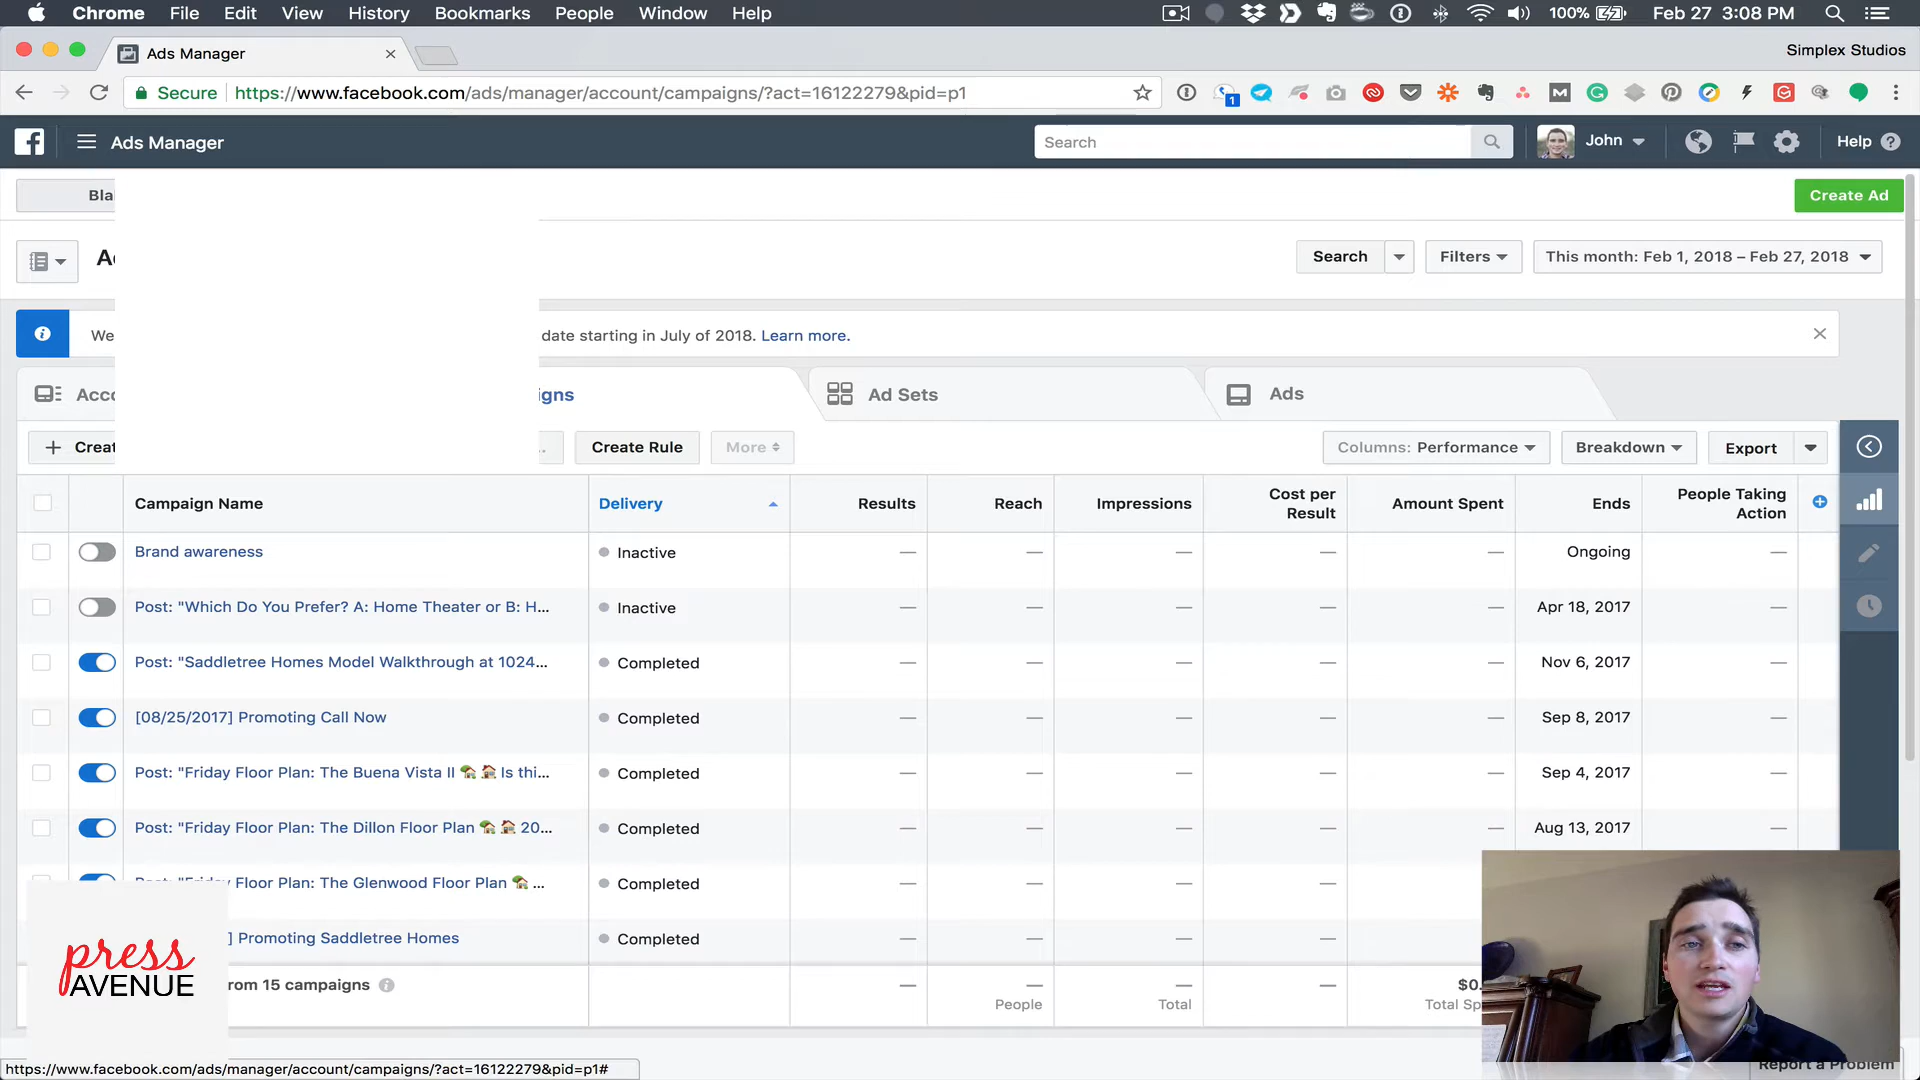 Chrome File Edit View History Bookmarks People Window Help 100% Feb 27 3:08 PM
Ads Manager Simplex Studios
Secure https://www.facebook.com/ads/manager/account/campaigns/?act=16122279&pid=p1
Ads Manager Search John Help
Bla Create Ad
Search Filters This month: Feb 1, 2018 – Feb 27, 2018
We date starting in July of 2018. Learn more.
Acco igns Ad Sets Ads
+ Creat Create Rule More Columns: Performance Breakdown Export
Campaign Name Delivery Results Reach Impressions Cost per Result Amount Spent Ends People Taking Action
Brand awareness Inactive — — — — — Ongoing —
Post: "Which Do You Prefer? A: Home Theater or B: H... Inactive — — — — — Apr 18, 2017 —
Post: "Saddletree Homes Model Walkthrough at 1024... Completed — — — — — Nov 6, 2017 —
[08/25/2017] Promoting Call Now Completed — — — — — Sep 8, 2017 —
Post: "Friday Floor Plan: The Buena Vista II 🏡🏠 Is thi... Completed — — — — — Sep 4, 2017 —
Post: "Friday Floor Plan: The Dillon Floor Plan 🏡🏠 20... Completed — — — — — Aug 13, 2017 —
Post: "Friday Floor Plan: The Glenwood Floor Plan 🏡 ... Completed — — — —
] Promoting Saddletree Homes Completed — — — —
rom 15 campaigns — — — — $0.
People Total Total Sp
press
AVENUE
https://www.facebook.com/ads/manager/account/campaigns/?act=16122279&pid=p1#
Report a Problem